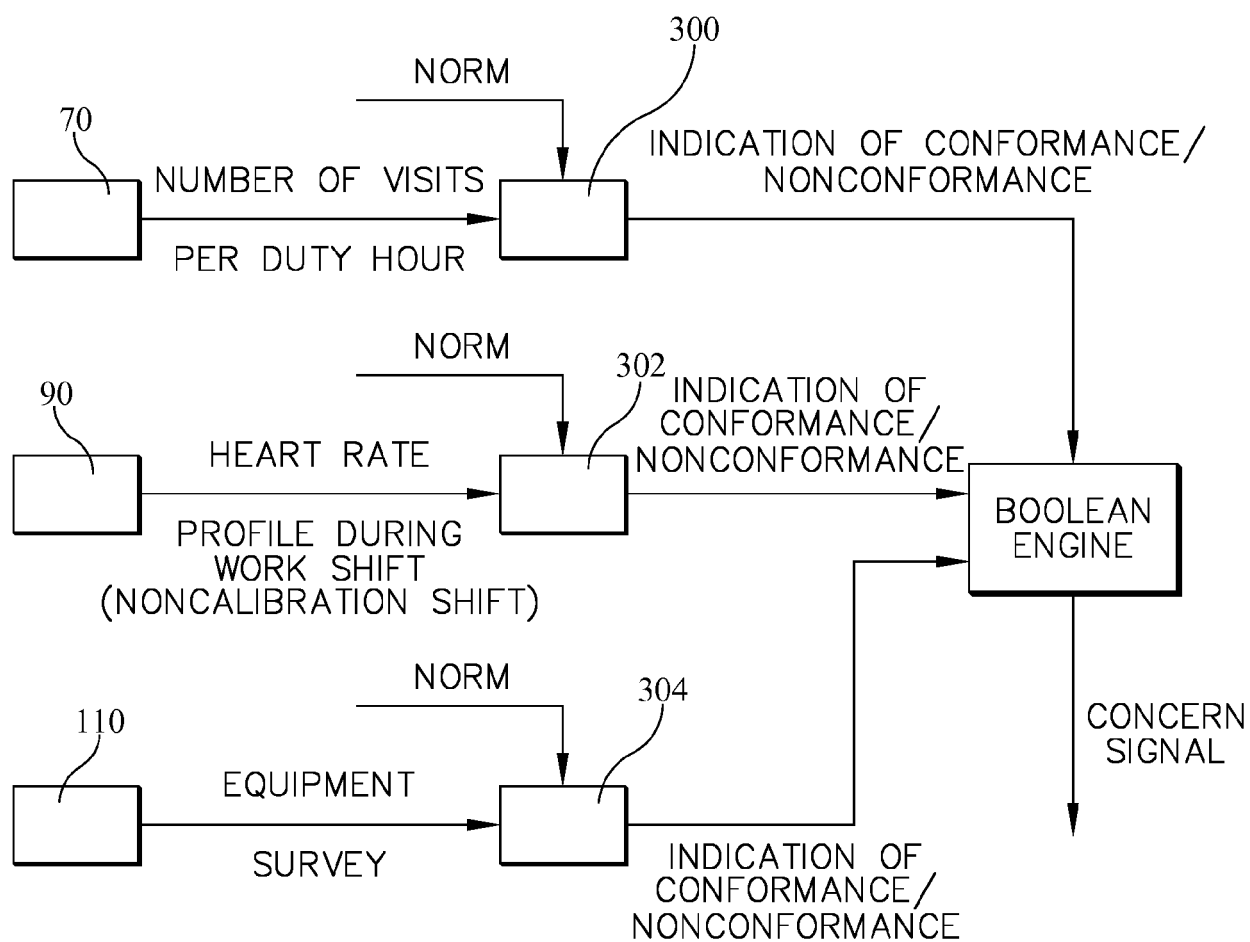 300
NORM
70
INDICATION OF CONFORMANCE/
NONCONFORMANCE
NUMBER OF VISITS
PER DUTY HOUR
NORM
302
90
INDICATION OF
CONFORMANCE/
NONCONFORMANCE
HEART RATE
PROFILE DURING
WORK SHIFT
(NONCALIBRATION SHIFT)
BOOLEAN
ENGINE
NORM
304
110
EQUIPMENT
SURVEY
CONCERN
SIGNAL
INDICATION OF
CONFORMANCE/
NONCONFORMANCE